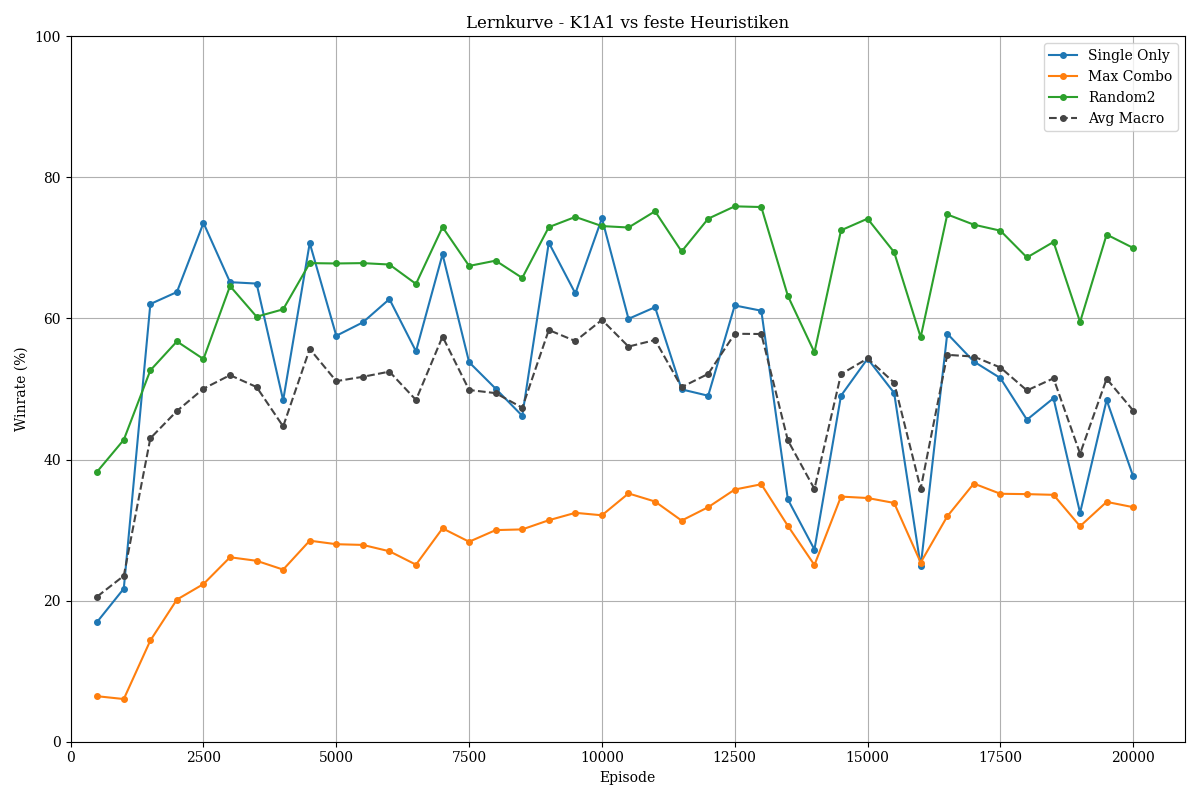 Lernkurve - K1A1 vs feste Heuristiken
Single Only
Max Combo
Random2
Avg Macro
Winrate (%)
100
80
60
40
20
0
0 2500 5000 7500 10000 12500 15000 17500 20000
Episode